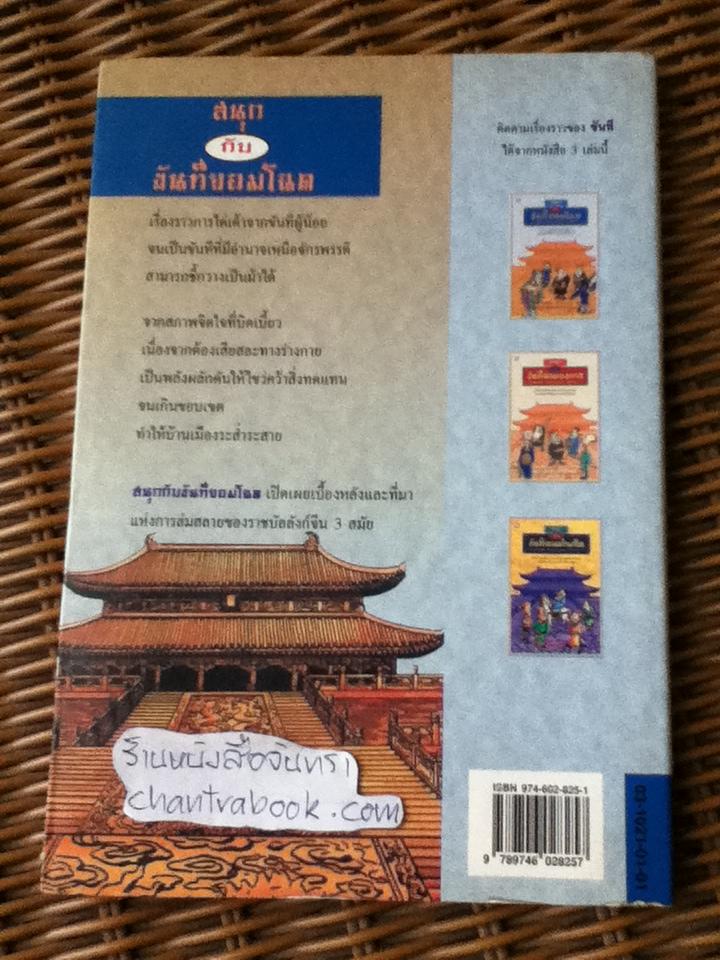 สนุก
กับ
ขันทีจอมโฉด
เรื่องราวการไต่เต้าจากขันทีผู้น้อย
จนเป็นขันทีที่มีอำนาจเหนือจักรพรรดิ
สามารถชี้กวางเป็นม้าได้
จากสภาพจิตใจที่บิดเบี้ยว
เนื่องจากต้องเสียสละทางร่างกาย
เป็นพลังผลักดันให้ไขว่คว้าสิ่งทดแทน
จนเกินขอบเขต
ทำให้บ้านเมืองระส่ำระสาย
สนุกกับขันทีจอมโฉด เปิดเผยเบื้องหลังและที่มา
แห่งการล่มสลายของราชบัลลังก์จีน 3 สมัย
ร้านหนังสือจันทรา
chantrabook.com
ติดตามเรื่องราวของ ขันที
ได้จากหนังสือ 3 เล่มนี้
ISBN 974-602-825-1
9 789746 028257
03-1021-01-01